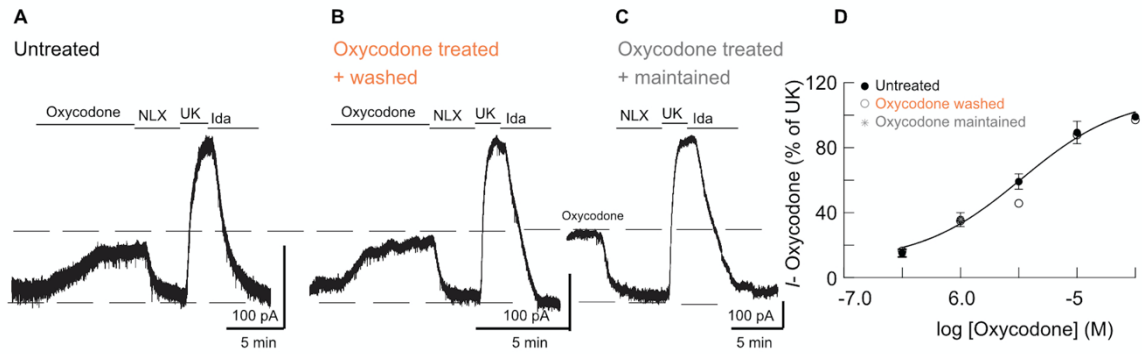 A
Untreated
Oxycodone
NLX
UK
Ida
100 pA
5 min
B
Oxycodone treated
+ washed
Oxycodone
NLX
UK
Ida
100 pA
5 min
C
Oxycodone treated
+ maintained
NLX
UK
Ida
Oxycodone
100 pA
5 min
D
Untreated
Oxycodone washed
Oxycodone maintained
I- Oxycodone (% of UK)
120
80
40
0
-7.0
6.0
-5
log [Oxycodone] (M)